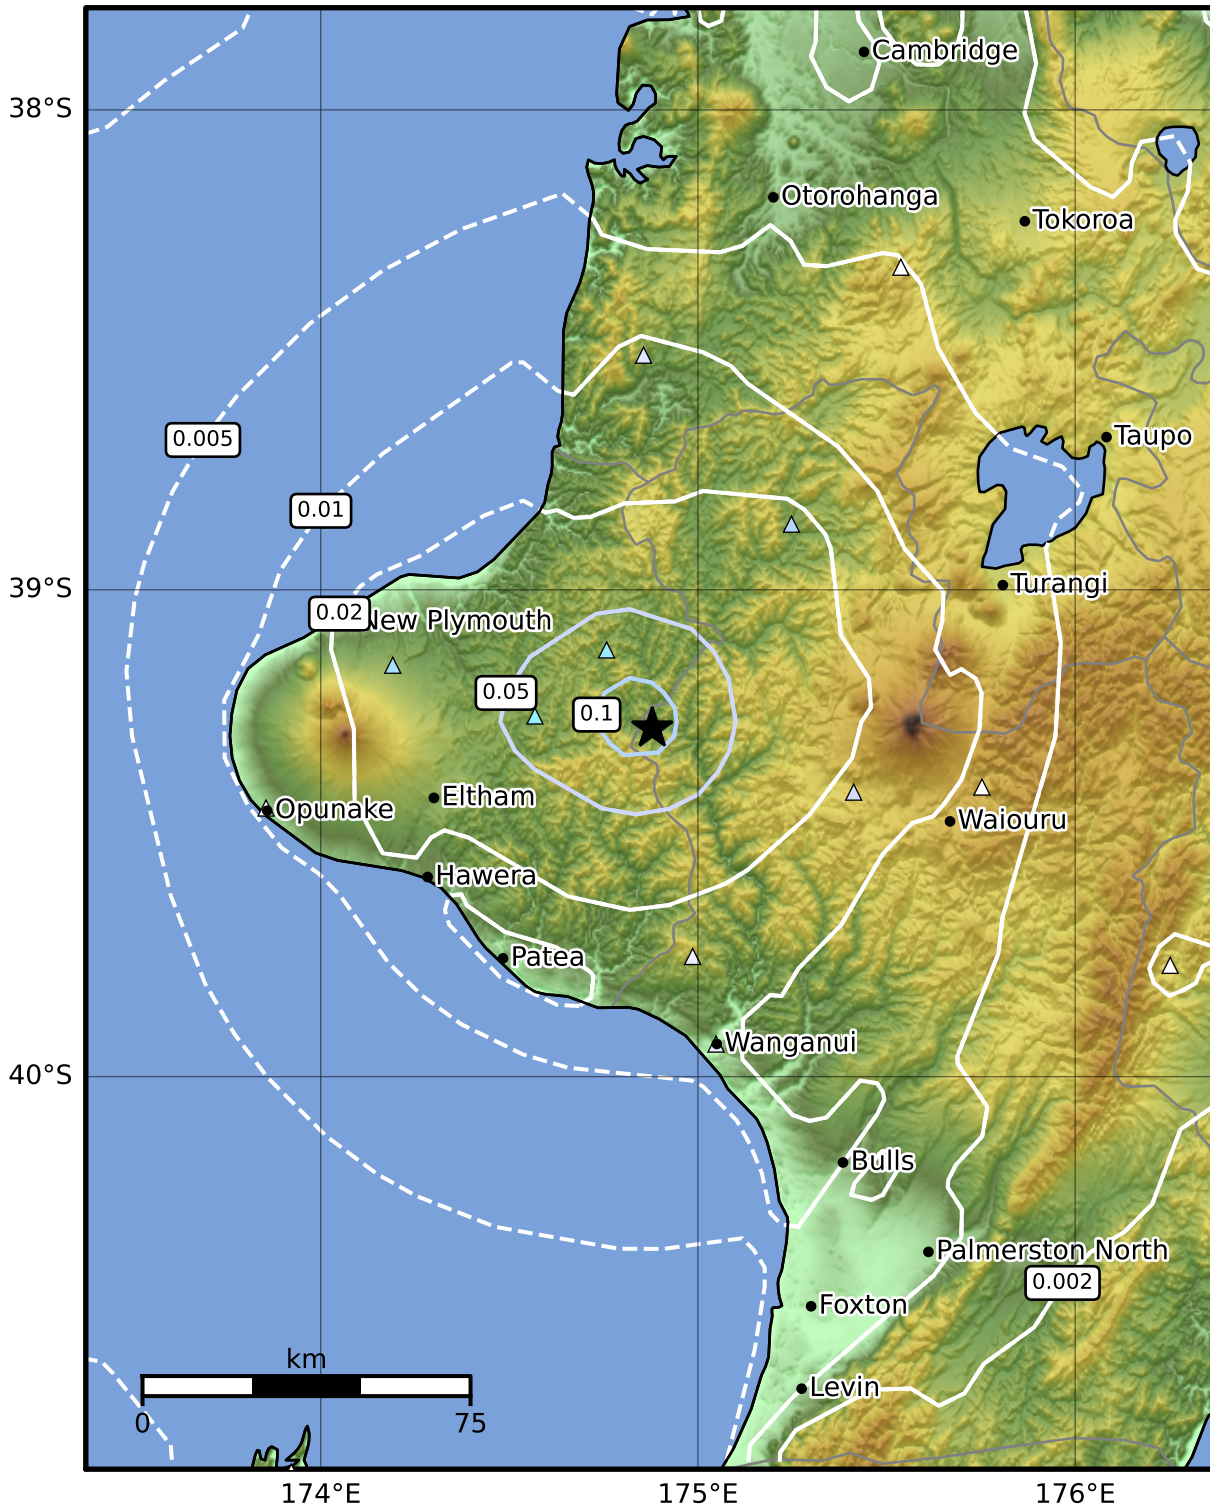 Cambridge
38°S
Otorohanga
Tokoroa
Taupo
0.005
0.01
Turangi
39°S
0.02
New Plymouth
0.05
0.1
Eltham
Opunake
Waiouru
Hawera
Patea
Wanganui
40°S
Bulls
Palmerston North
0.002
Foxton
km
Levin
0
75
174°E
175°E
176°E